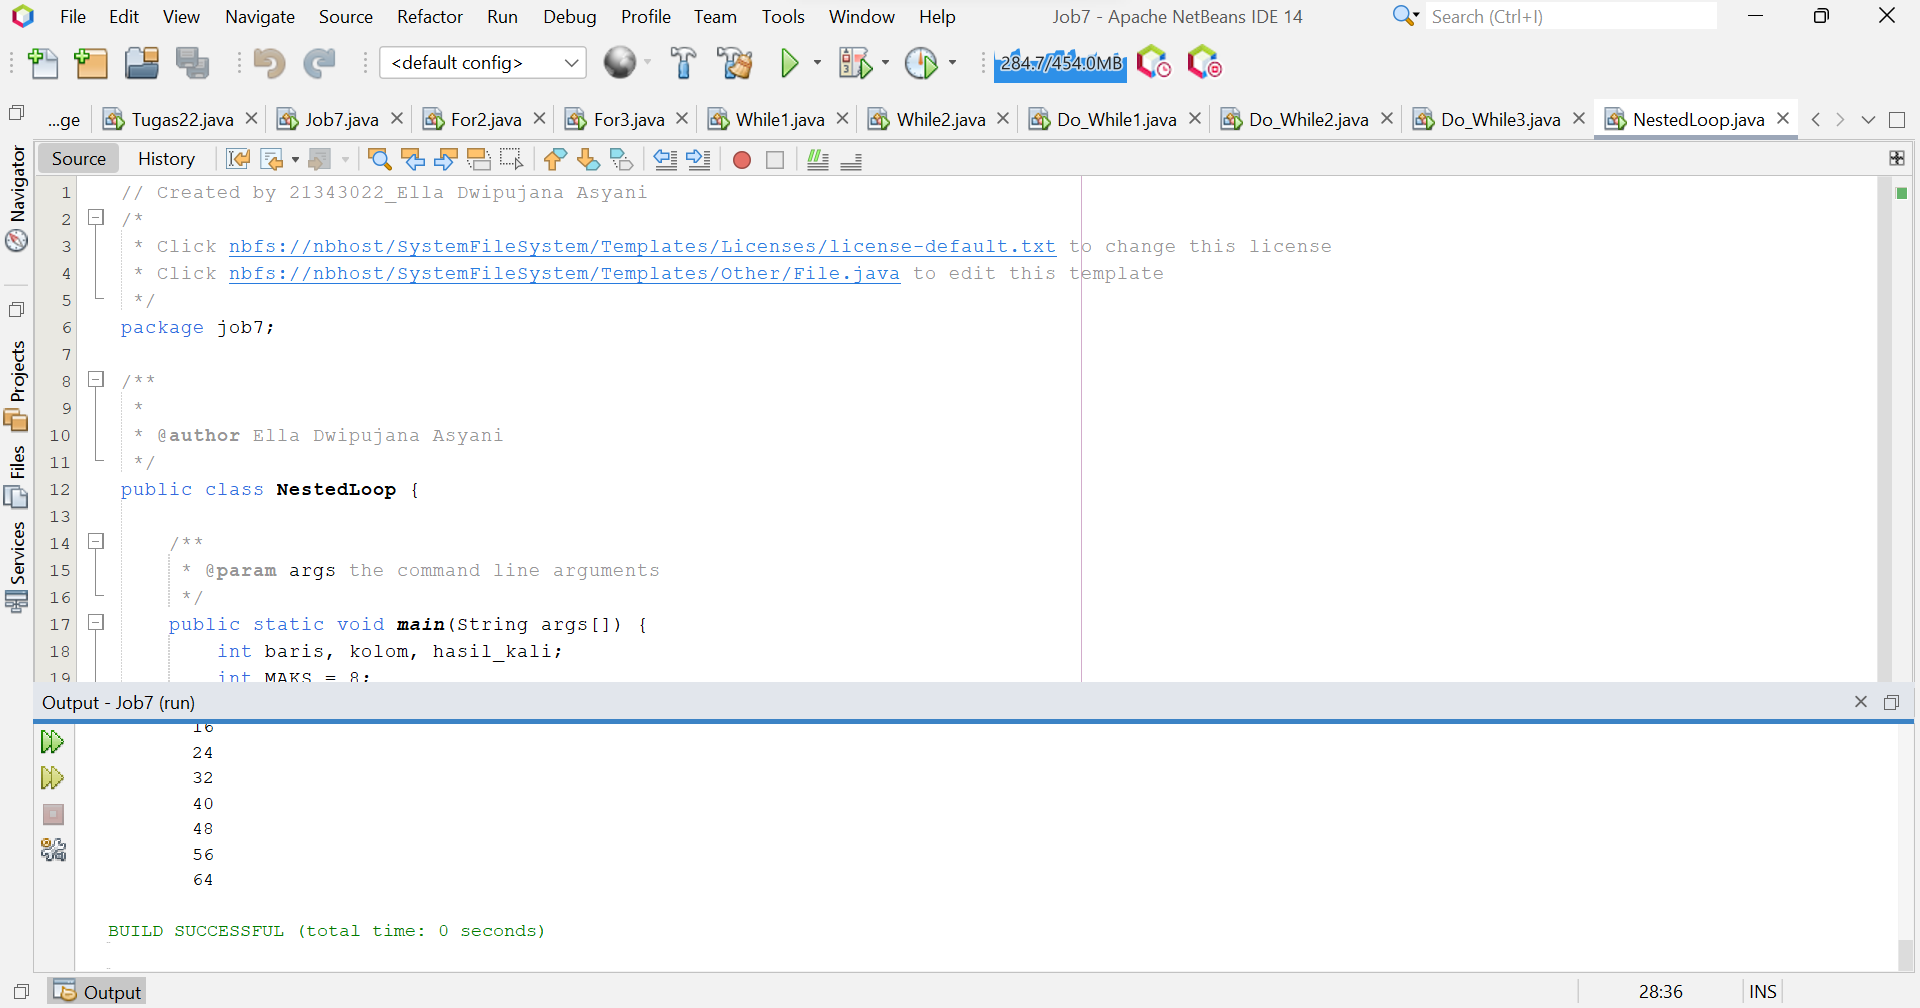 File Edit View Navigate Source Refactor Run Debug Profile Team Tools Window Help Job7 - Apache NetBeans IDE 14 Search (Ctrl+I)
<default config> 284.7/454.0MB
...ge Tugas22.java Job7.java For2.java For3.java While1.java While2.java Do_While1.java Do_While2.java Do_While3.java NestedLoop.java
Source History
Navigator
Projects
Files
Services
1 // Created by 21343022_Ella Dwipujana Asyani
2 /*
3 * Click nbfs://nbhost/SystemFileSystem/Templates/Licenses/license-default.txt to change this license
4 * Click nbfs://nbhost/SystemFileSystem/Templates/Other/File.java to edit this template
5 */
6 package job7;
7
8 /**
9 *
10 * @author Ella Dwipujana Asyani
11 */
12 public class NestedLoop {
13
14 /**
15 * @param args the command line arguments
16 */
17 public static void main(String args[]) {
18 int baris, kolom, hasil_kali;
19 int MAKS = 8;
Output - Job7 (run)
16
24
32
40
48
56
64
BUILD SUCCESSFUL (total time: 0 seconds)
Output 28:36 INS